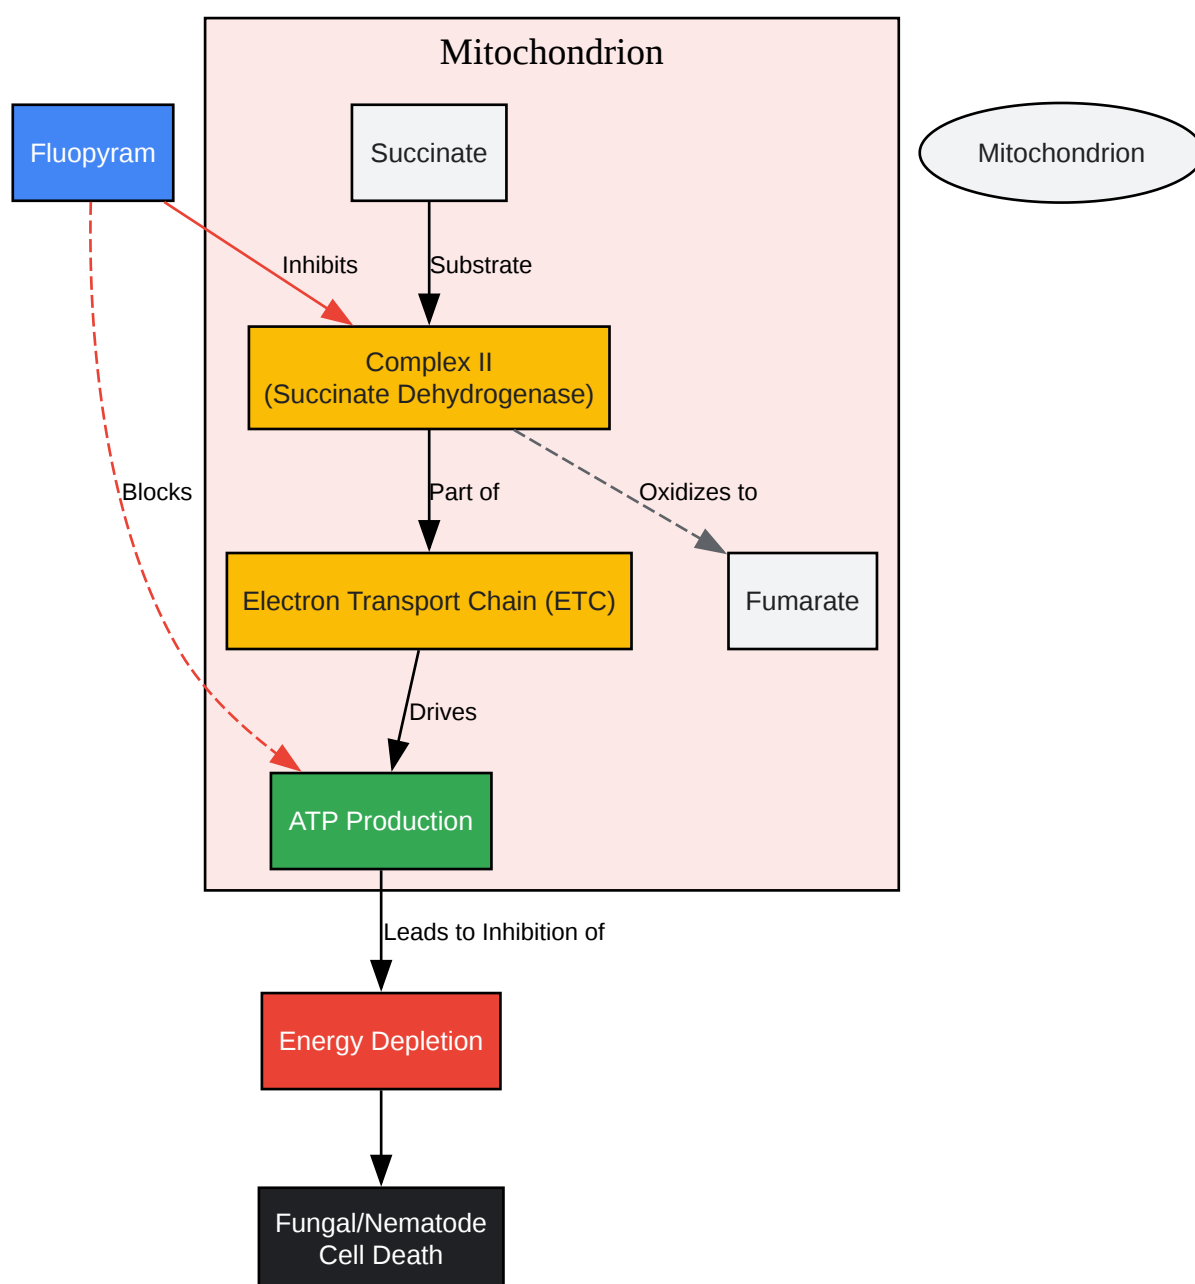 Mitochondrion
Fluopyram
Succinate
Mitochondrion
Inhibits
Substrate
Complex II
(Succinate Dehydrogenase)
Blocks
Part of
Oxidizes to
Electron Transport Chain (ETC)
Fumarate
Drives
ATP Production
Leads to Inhibition of
Energy Depletion
Fungal/Nematode
Cell Death